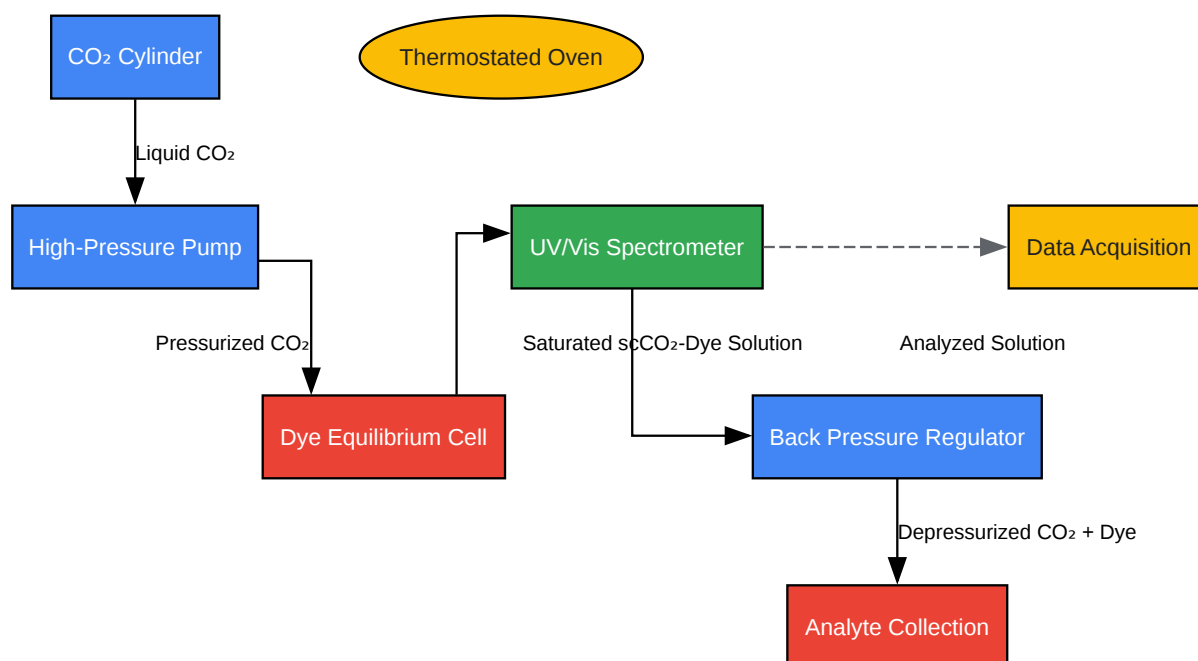 CO₂ Cylinder
Thermostated Oven
Liquid CO₂
High-Pressure Pump
UV/Vis Spectrometer
Data Acquisition
Pressurized CO₂
Saturated scCO₂-Dye Solution
Analyzed Solution
Dye Equilibrium Cell
Back Pressure Regulator
Depressurized CO₂ + Dye
Analyte Collection